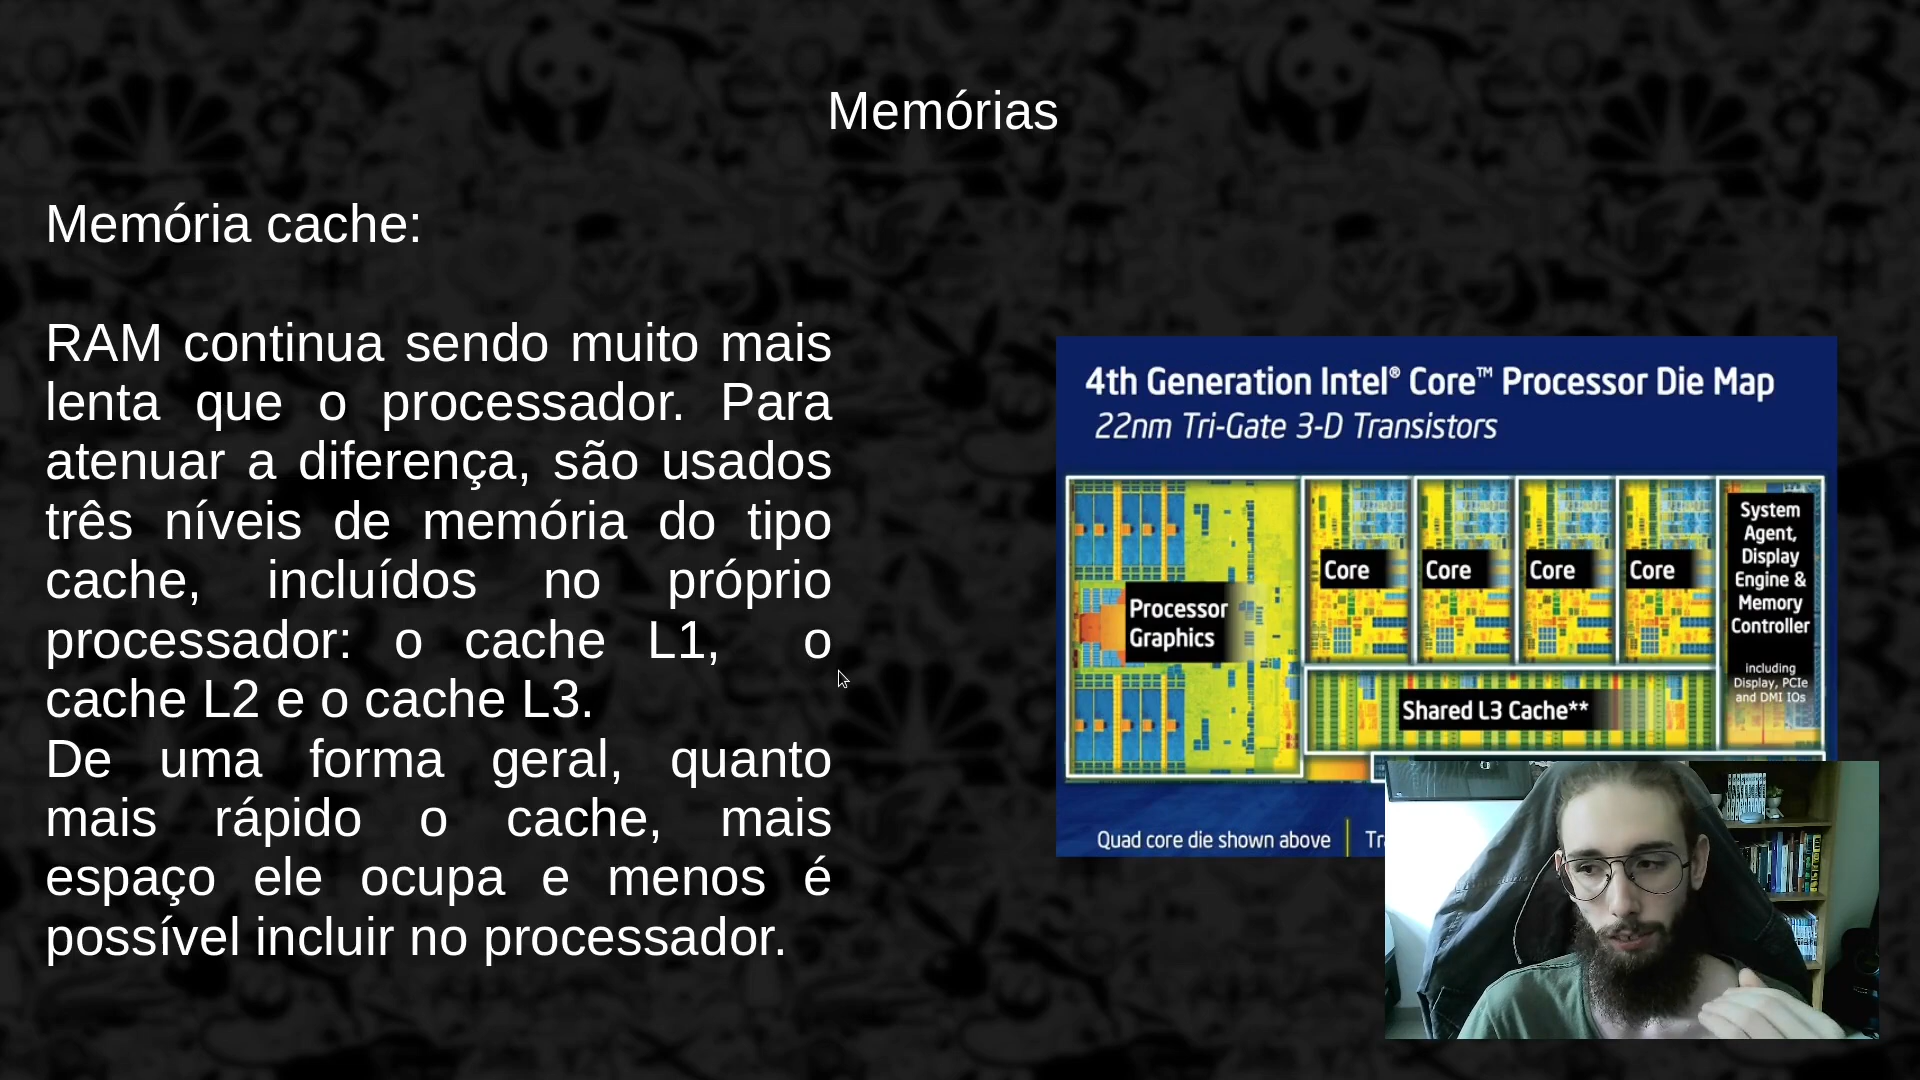 Memórias
Memória cache:
RAM continua sendo muito mais
lenta que o processador. Para
atenuar a diferença, são usados
três níveis de memória do tipo
cache, incluídos no próprio
processador: o cache L1, o
cache L2 e o cache L3.
De uma forma geral, quanto
mais rápido o cache, mais
espaço ele ocupa e menos é
possível incluir no processador.
4th Generation Intel® Core™ Processor Die Map
22nm Tri-Gate 3-D Transistors
Processor
Graphics
Core
Core
Core
Core
System
Agent,
Display
Engine &
Memory
Controller
including
Display, PCIe
and DMI IOs
Shared L3 Cache**
Quad core die shown above